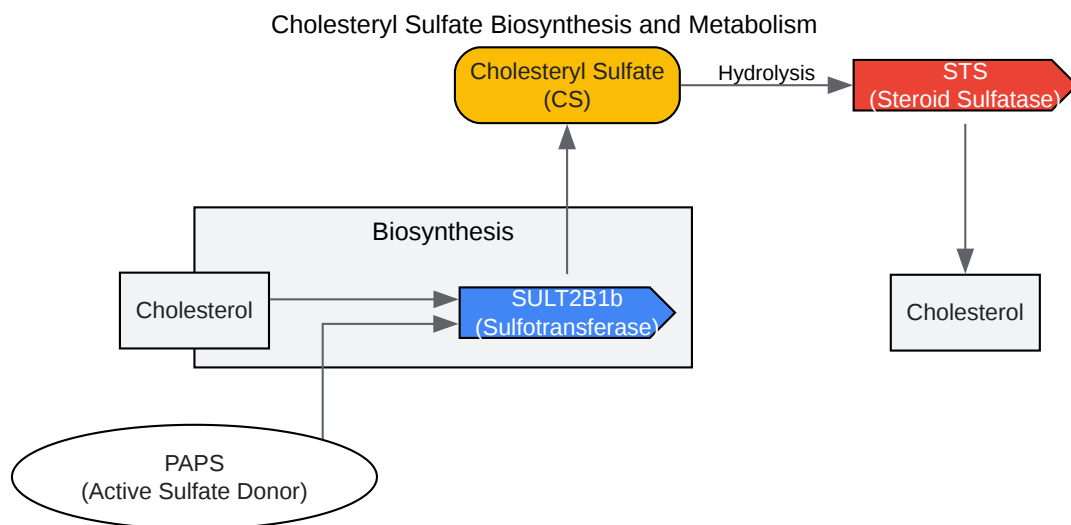 Cholesteryl Sulfate Biosynthesis and Metabolism
Cholesteryl Sulfate
(CS)
Hydrolysis
STS
(Steroid Sulfatase)
Biosynthesis
Cholesterol
SULT2B1b
(Sulfotransferase)
Cholesterol
PAPS
(Active Sulfate Donor)